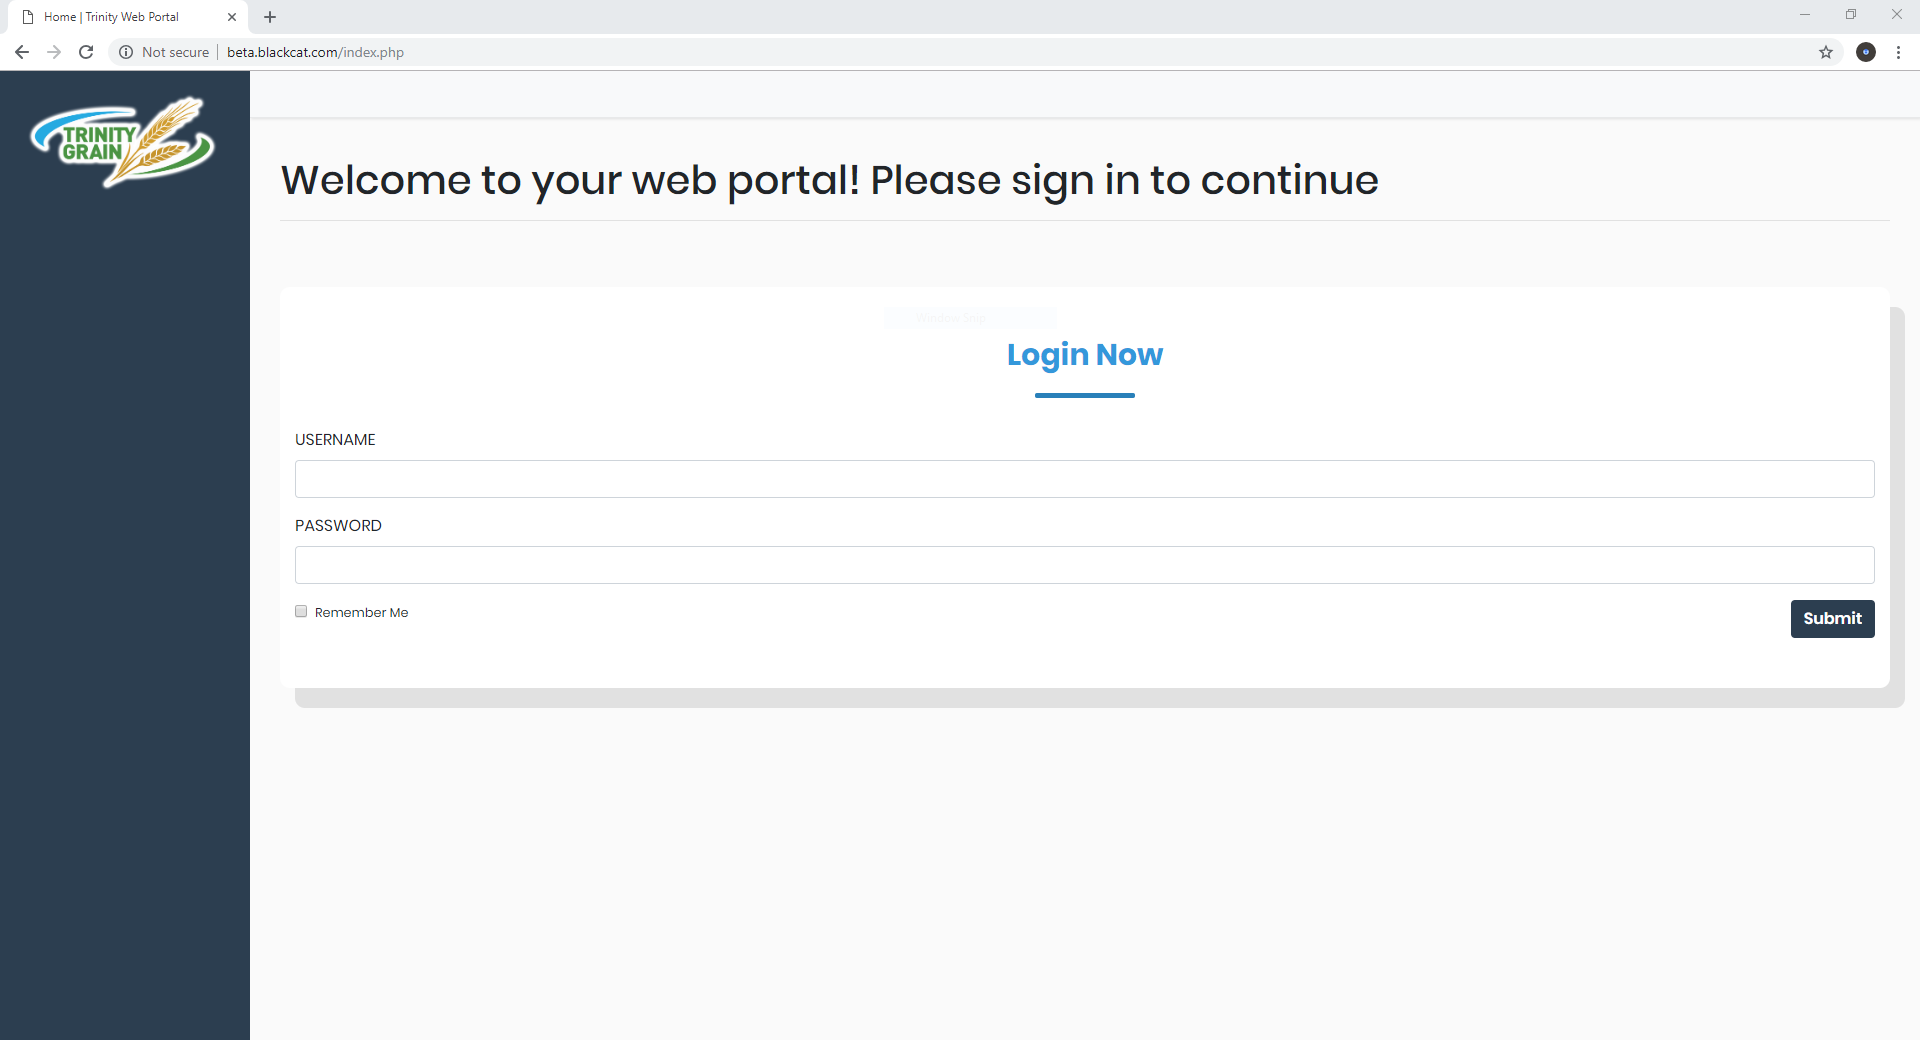 Home | Trinity Web Portal
Not secure
beta.blackcat.com/index.php
TRINITY
GRAIN
Welcome to your web portal! Please sign in to continue
Window Snip
Login Now
USERNAME
PASSWORD
Remember Me
Submit